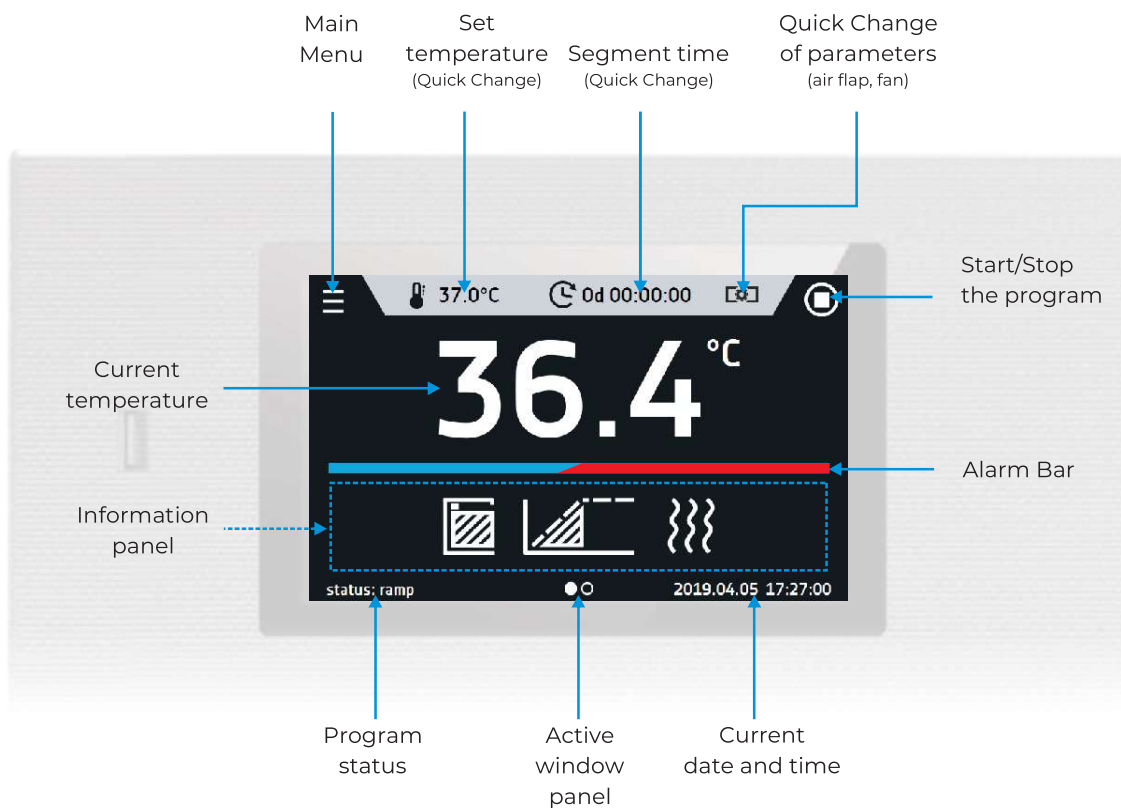 Main
Menu
Set
temperature
(Quick Change)
Segment time
(Quick Change)
Quick Change
of parameters
(air flap, fan)
Start/Stop
the program
37.0°C
0d 00:00:00
36.4 °C
Current
temperature
Alarm Bar
Information
panel
status: ramp
2019.04.05 17:27:00
Program
status
Active
window
panel
Current
date and time